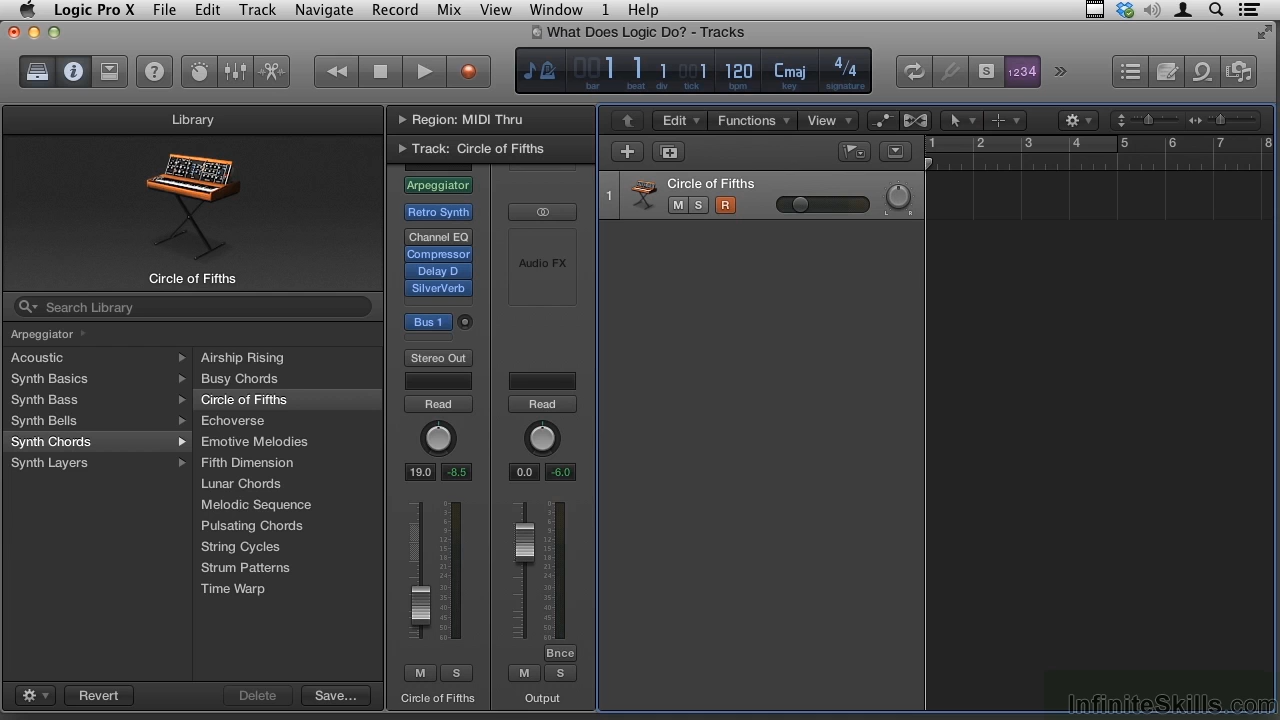 Logic Pro X File Edit Track Navigate Record Mix View Window 1 Help
What Does Logic Do? - Tracks
1 1 1 1 120 Cmaj 4/4
bar beat div tick bpm key signature
S 1234
Library
Circle of Fifths
Search Library
Arpeggiator
Acoustic
Synth Basics
Synth Bass
Synth Bells
Synth Chords
Synth Layers
Airship Rising
Busy Chords
Circle of Fifths
Echoverse
Emotive Melodies
Fifth Dimension
Lunar Chords
Melodic Sequence
Pulsating Chords
String Cycles
Strum Patterns
Time Warp
Revert Delete Save...
Region: MIDI Thru
Track: Circle of Fifths
Arpeggiator
Retro Synth
Channel EQ
Compressor
Delay D
SilverVerb
Bus 1
Stereo Out
Read
19.0 -8.5
M S
Circle of Fifths
Audio FX
Read
0.0 -6.0
Bnce
M S
Output
Edit Functions View
1 2 3 4 5 6 7 8
1 Circle of Fifths
M S R
L R
InfiniteSkills.com